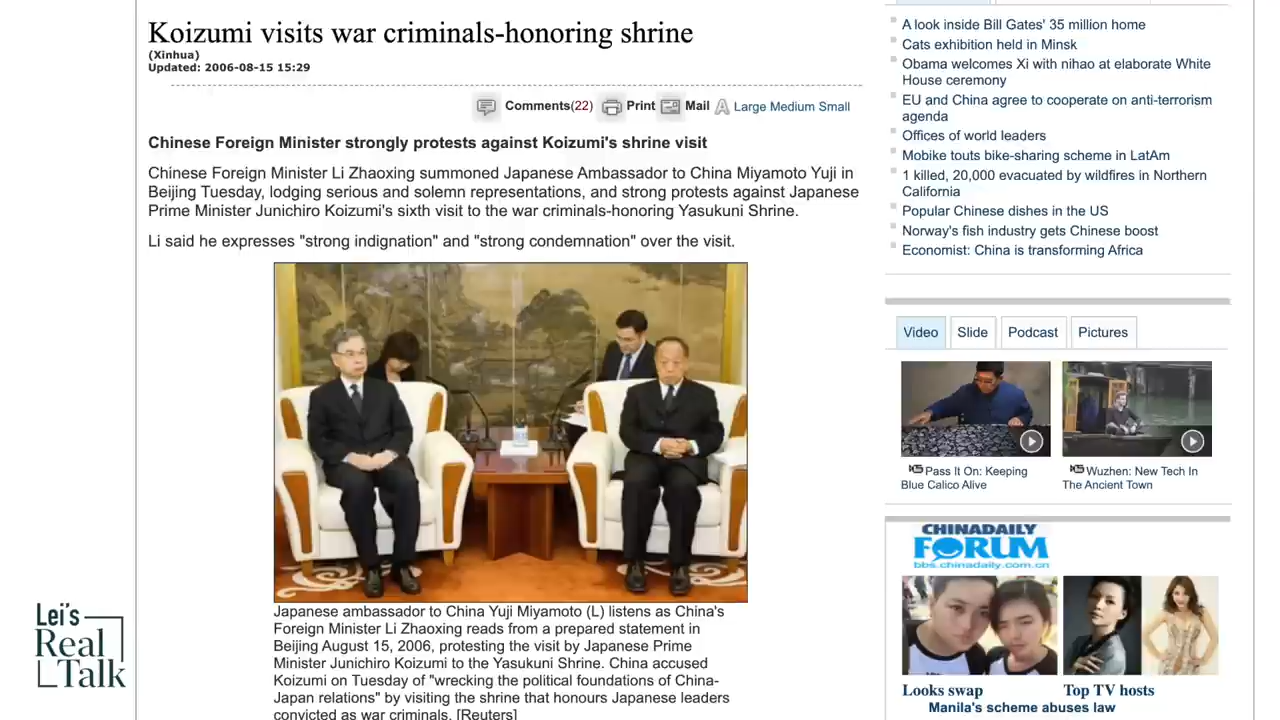 Koizumi visits war criminals-honoring shrine
(Xinhua)
Updated: 2006-08-15 15:29
Comments(22) Print Mail Large Medium Small
Chinese Foreign Minister strongly protests against Koizumi's shrine visit
Chinese Foreign Minister Li Zhaoxing summoned Japanese Ambassador to China Miyamoto Yuji in
Beijing Tuesday, lodging serious and solemn representations, and strong protests against Japanese
Prime Minister Junichiro Koizumi's sixth visit to the war criminals-honoring Yasukuni Shrine.
Li said he expresses "strong indignation" and "strong condemnation" over the visit.
Japanese ambassador to China Yuji Miyamoto (L) listens as China's
Foreign Minister Li Zhaoxing reads from a prepared statement in
Beijing August 15, 2006, protesting the visit by Japanese Prime
Minister Junichiro Koizumi to the Yasukuni Shrine. China accused
Koizumi on Tuesday of "wrecking the political foundations of China-
Japan relations" by visiting the shrine that honours Japanese leaders
convicted as war criminals. [Reuters]
A look inside Bill Gates' 35 million home
Cats exhibition held in Minsk
Obama welcomes Xi with nihao at elaborate White
House ceremony
EU and China agree to cooperate on anti-terrorism
agenda
Offices of world leaders
Mobike touts bike-sharing scheme in LatAm
1 killed, 20,000 evacuated by wildfires in Northern
California
Popular Chinese dishes in the US
Norway's fish industry gets Chinese boost
Economist: China is transforming Africa
Video Slide Podcast Pictures
Pass It On: Keeping
Blue Calico Alive
Wuzhen: New Tech In
The Ancient Town
CHINADAILY
FORUM
bbs.chinadaily.com.cn
Looks swap
Top TV hosts
Manila's scheme abuses law
Lei's
Real
Talk